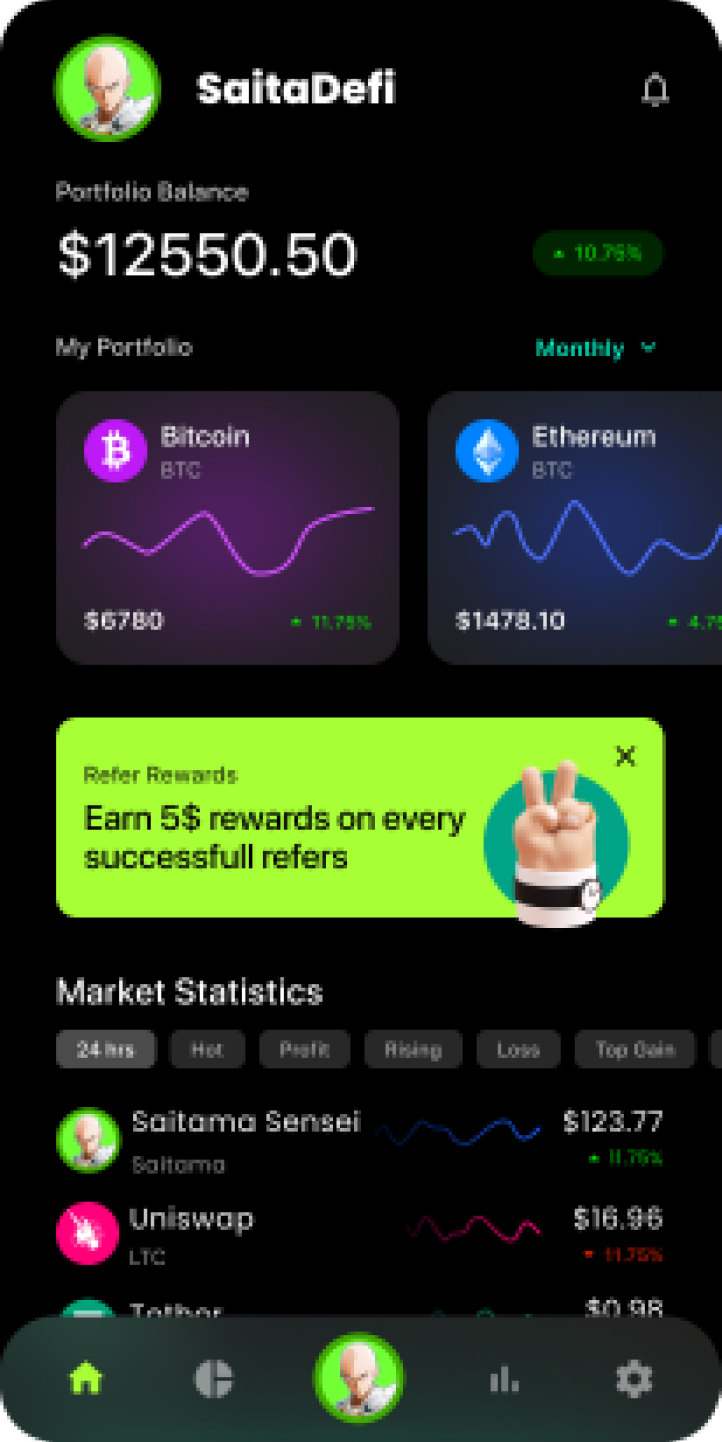 SaitaDefi
Portfolio Balance
$12550.50
10.75%
My Portfolio
Monthly
Bitcoin
BTC
$6780
11.75%
Ethereum
BTC
$1478.10
4.75
Refer Rewards
Earn 5$ rewards on every
successfull refers
Market Statistics
24 hrs
Hot
Profit
Rising
Loss
Top Gain
Saitama Sensei
Saitama
$123.77
11.75%
Uniswap
LTC
$16.96
11.75%
Tether
$0.98